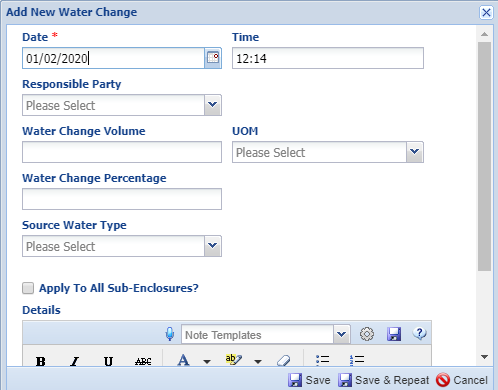 Add New Water Change
Date * Time
01/02/2020 12:14
Responsible Party
Please Select
Water Change Volume UOM
Please Select
Water Change Percentage
Source Water Type
Please Select
Apply To All Sub-Enclosures?
Details
Note Templates
B I U ABC A ab
Save Save & Repeat Cancel